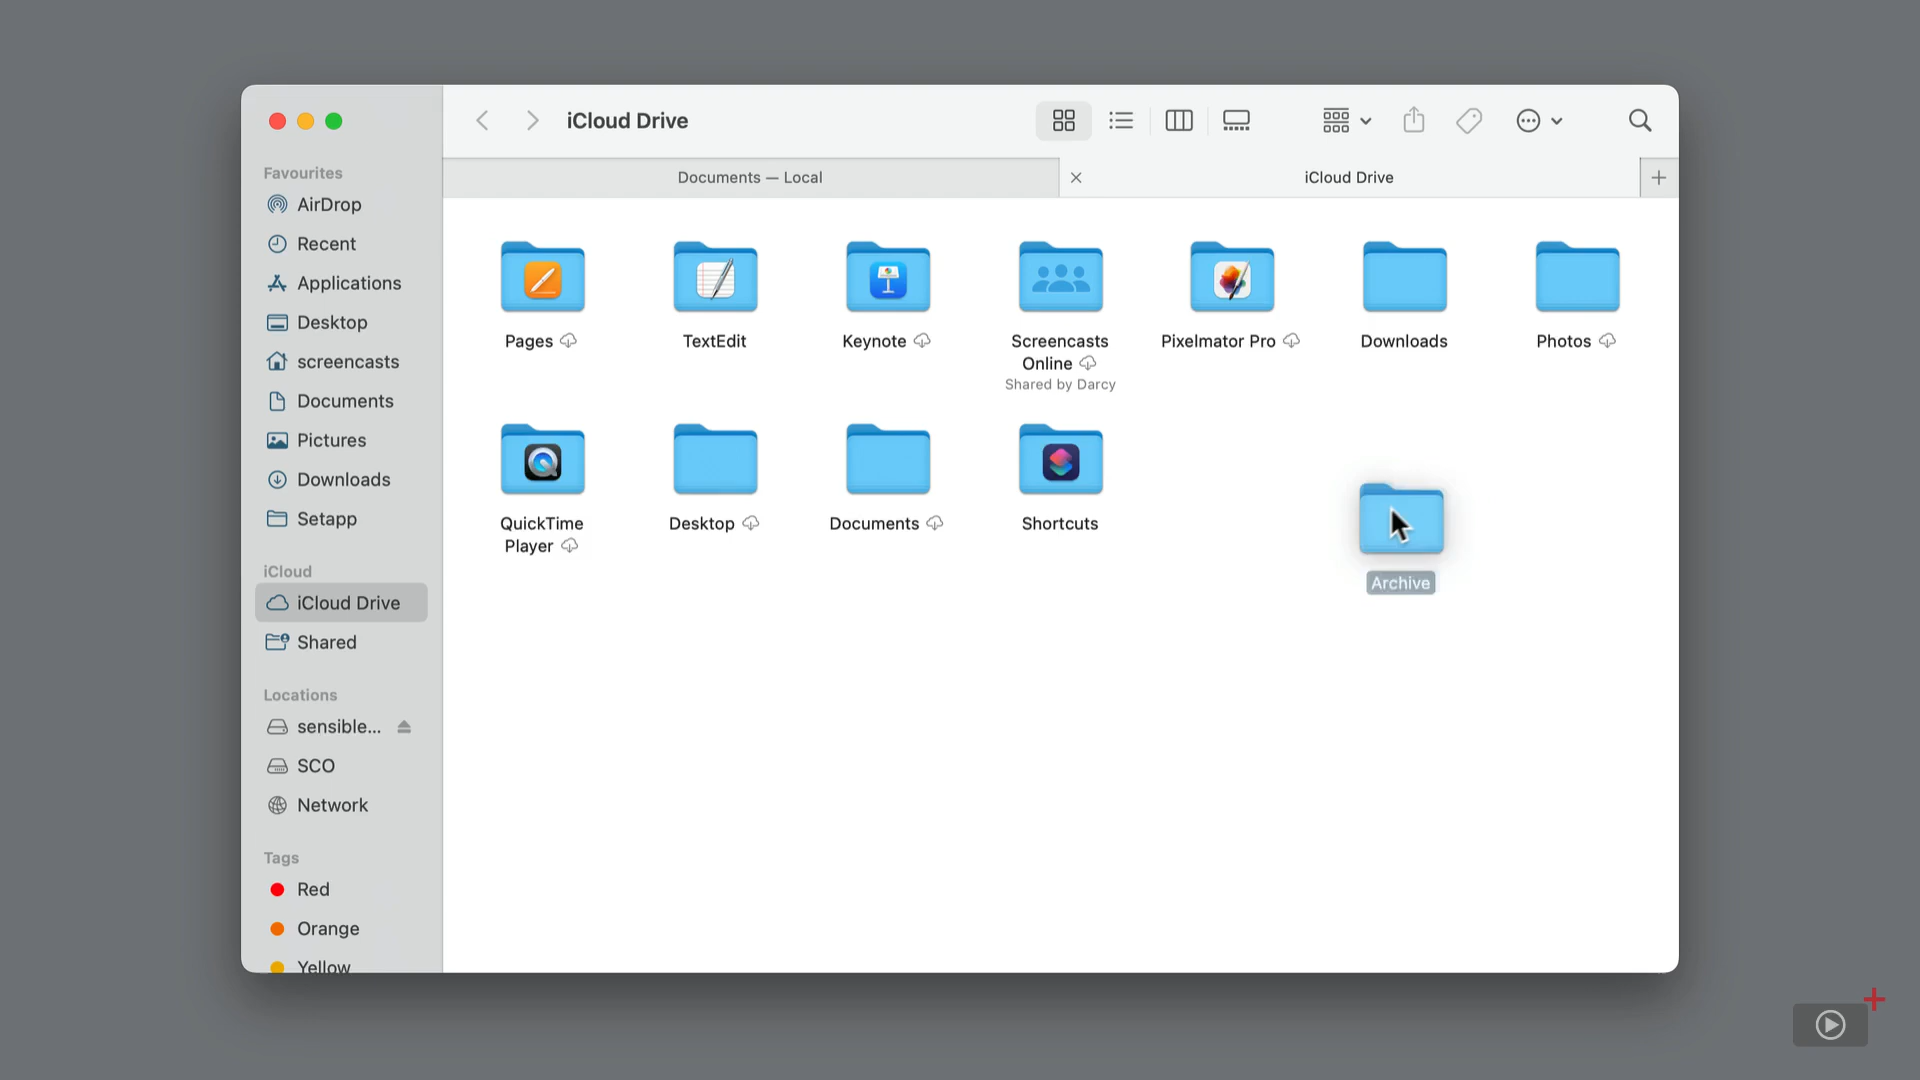 iCloud Drive
Documents — Local
iCloud Drive
Favourites
AirDrop
Recent
Applications
Desktop
screencasts
Documents
Pictures
Downloads
Setapp
iCloud
iCloud Drive
Shared
Locations
sensible...
SCO
Network
Tags
Red
Orange
Yellow
Pages
TextEdit
Keynote
Screencasts
Online
Shared by Darcy
Pixelmator Pro
Downloads
Photos
QuickTime
Player
Desktop
Documents
Shortcuts
Archive